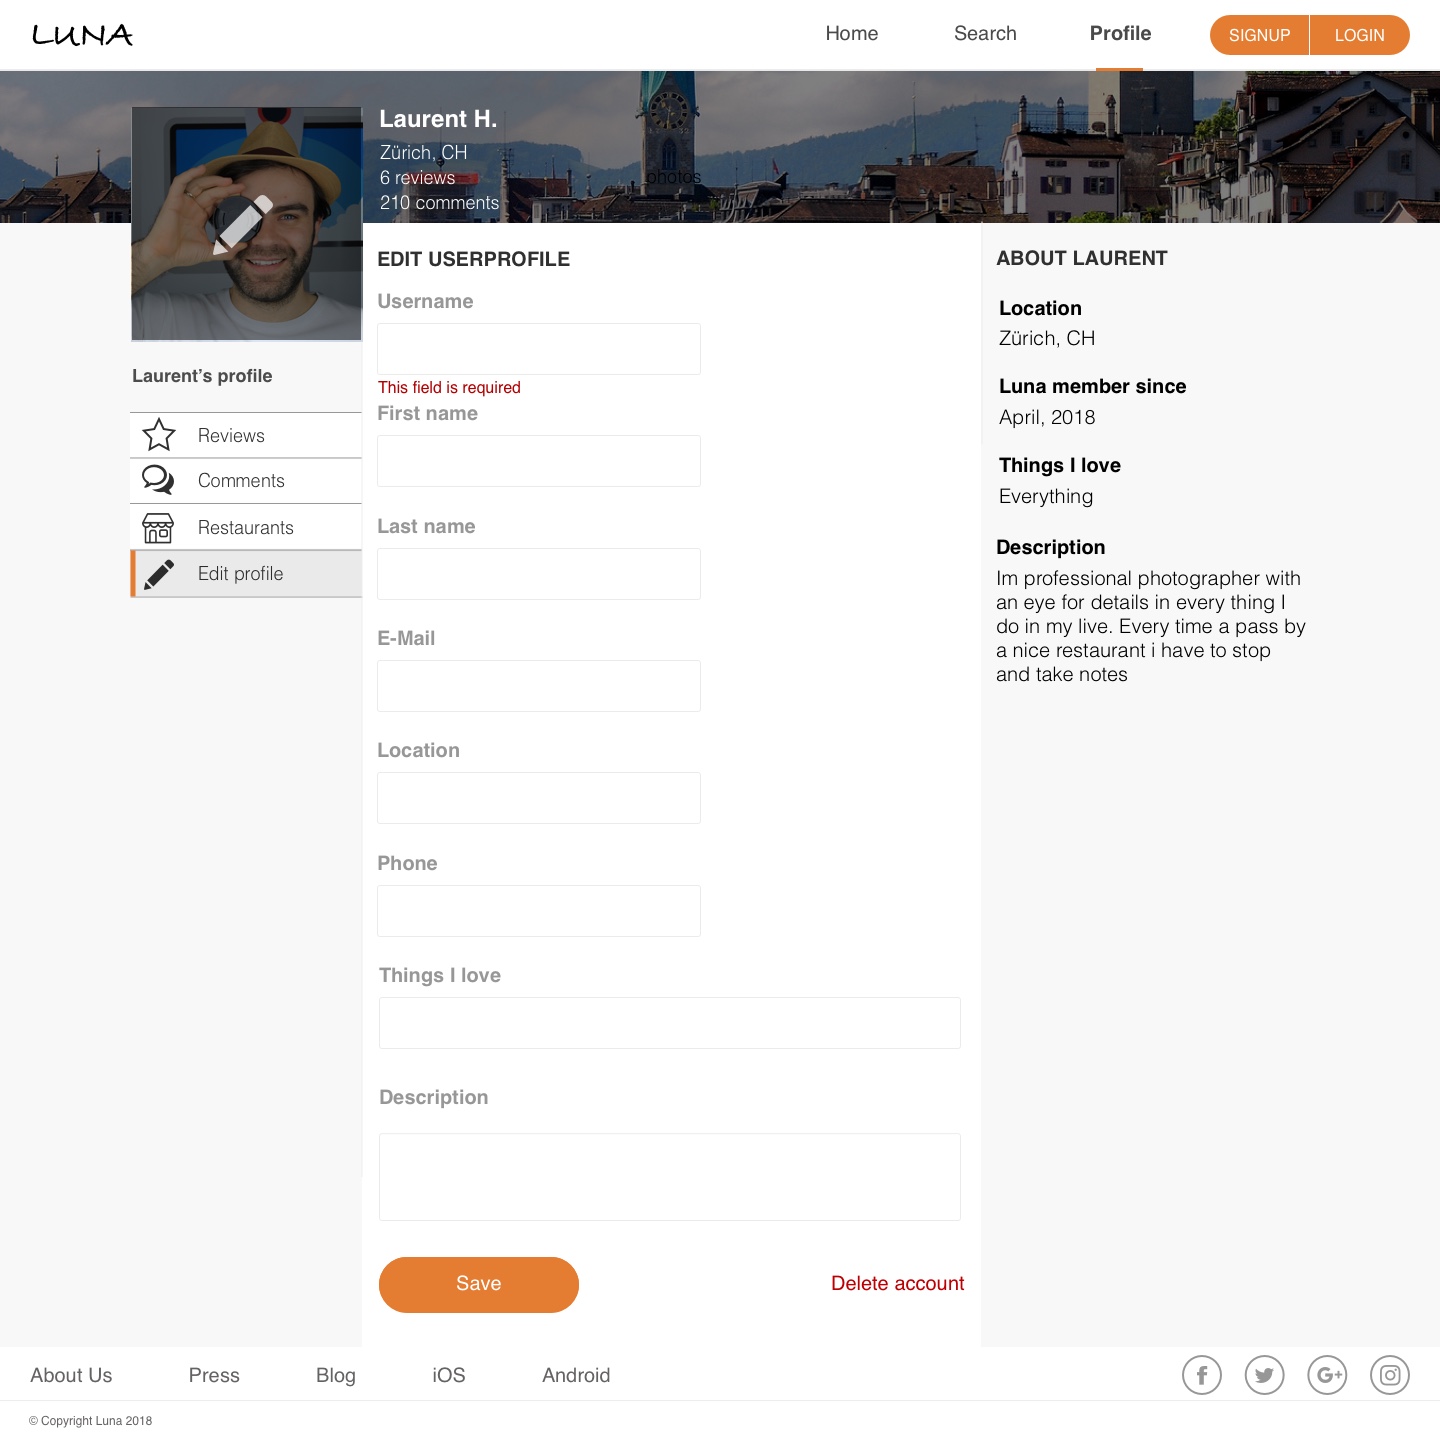 LUNA
Home
Search
Profile
SIGNUP
LOGIN
Laurent H.
Zürich, CH
6 reviews
photos
210 comments
Laurent’s profile
Reviews
Comments
Restaurants
Edit profile
EDIT USERPROFILE
Username
This field is required
First name
Last name
E-Mail
Location
Phone
Things I love
Description
Save
Delete account
ABOUT LAURENT
Location
Zürich, CH
Luna member since
April, 2018
Things I love
Everything
Description
Im professional photographer with
an eye for details in every thing I
do in my live. Every time a pass by
a nice restaurant i have to stop
and take notes
About Us
Press
Blog
iOS
Android
© Copyright Luna 2018